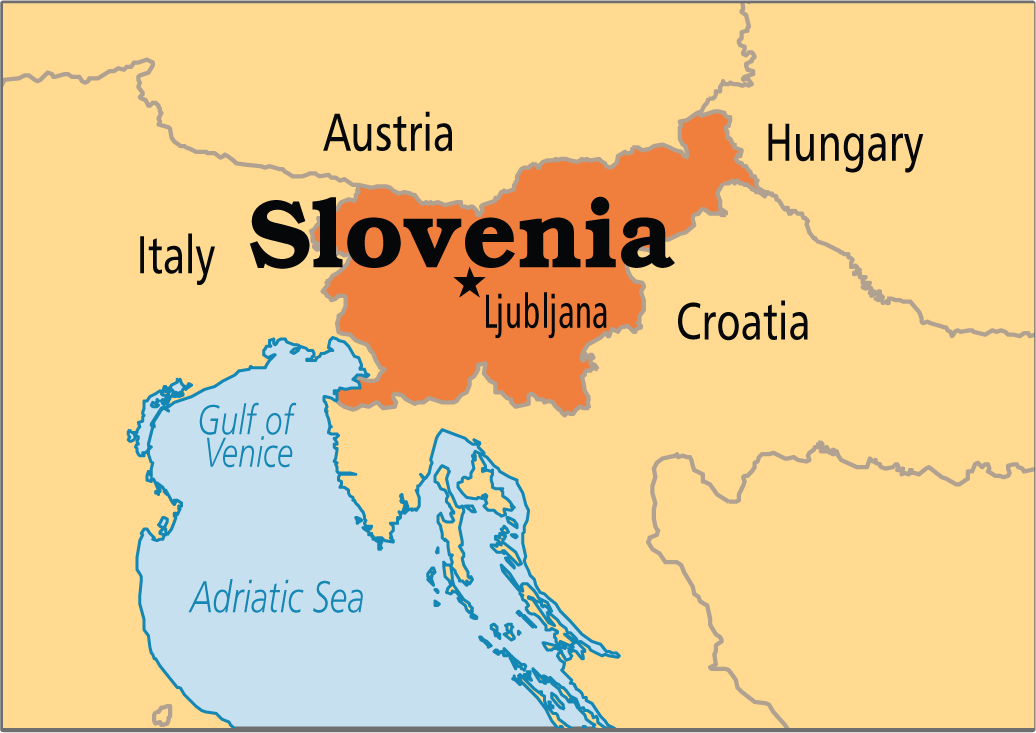 Austria
Hungary
Slovenia
Italy
Ljubljana
Croatia
Gulf of
Venice
Adriatic Sea